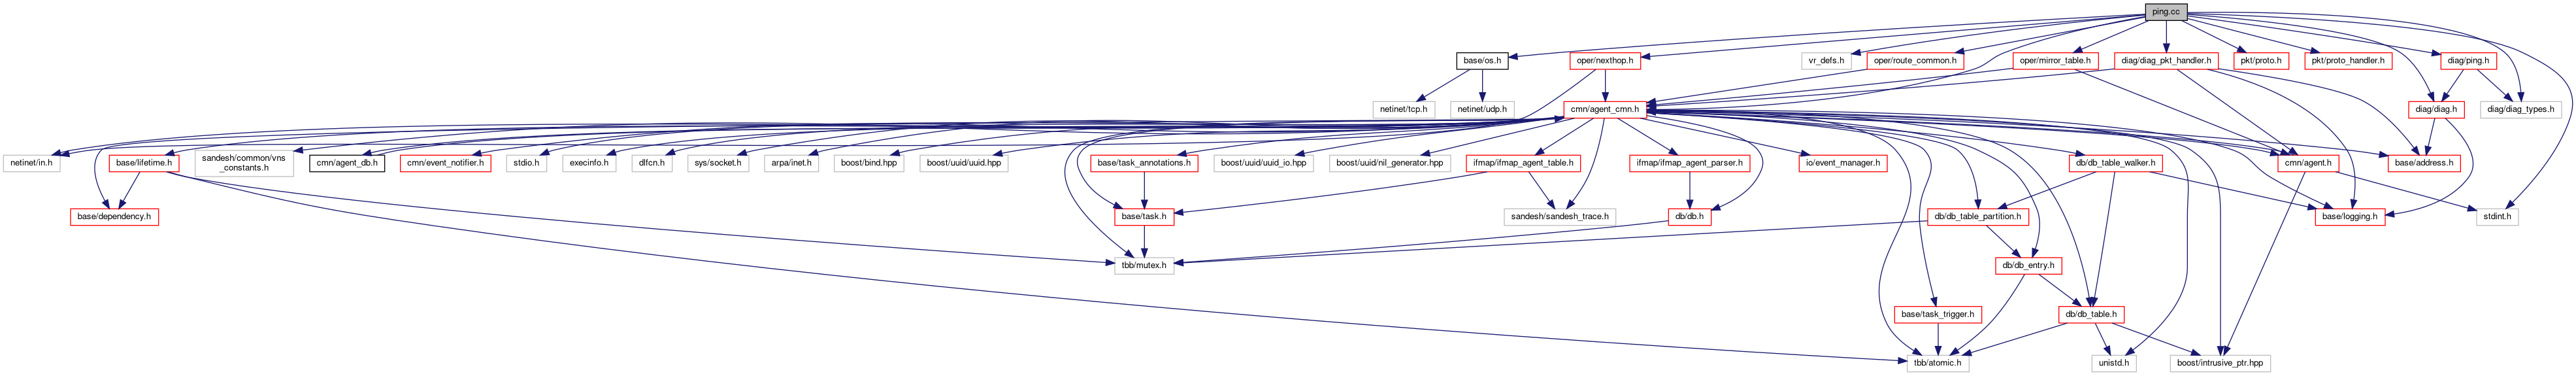 ping.cc
base/os.h
oper/nexthop.h
vr_defs.h
oper/route_common.h
oper/mirror_table.h
diag/diag_pkt_handler.h
pkt/proto.h
pkt/proto_handler.h
diag/ping.h
netinet/tcp.h
netinet/udp.h
cmn/agent_cmn.h
diag/diag.h
diag/diag_types.h
netinet/in.h
base/lifetime.h
sandesh/common/vns
_constants.h
cmn/agent_db.h
cmn/event_notifier.h
stdio.h
execinfo.h
dlfcn.h
sys/socket.h
arpa/inet.h
boost/bind.hpp
boost/uuid/uuid.hpp
base/task_annotations.h
boost/uuid/uuid_io.hpp
boost/uuid/nil_generator.hpp
ifmap/ifmap_agent_table.h
ifmap/ifmap_agent_parser.h
io/event_manager.h
db/db_table_walker.h
cmn/agent.h
base/address.h
base/dependency.h
base/task.h
sandesh/sandesh_trace.h
db/db.h
db/db_table_partition.h
base/logging.h
stdint.h
tbb/mutex.h
db/db_entry.h
base/task_trigger.h
db/db_table.h
tbb/atomic.h
unistd.h
boost/intrusive_ptr.hpp